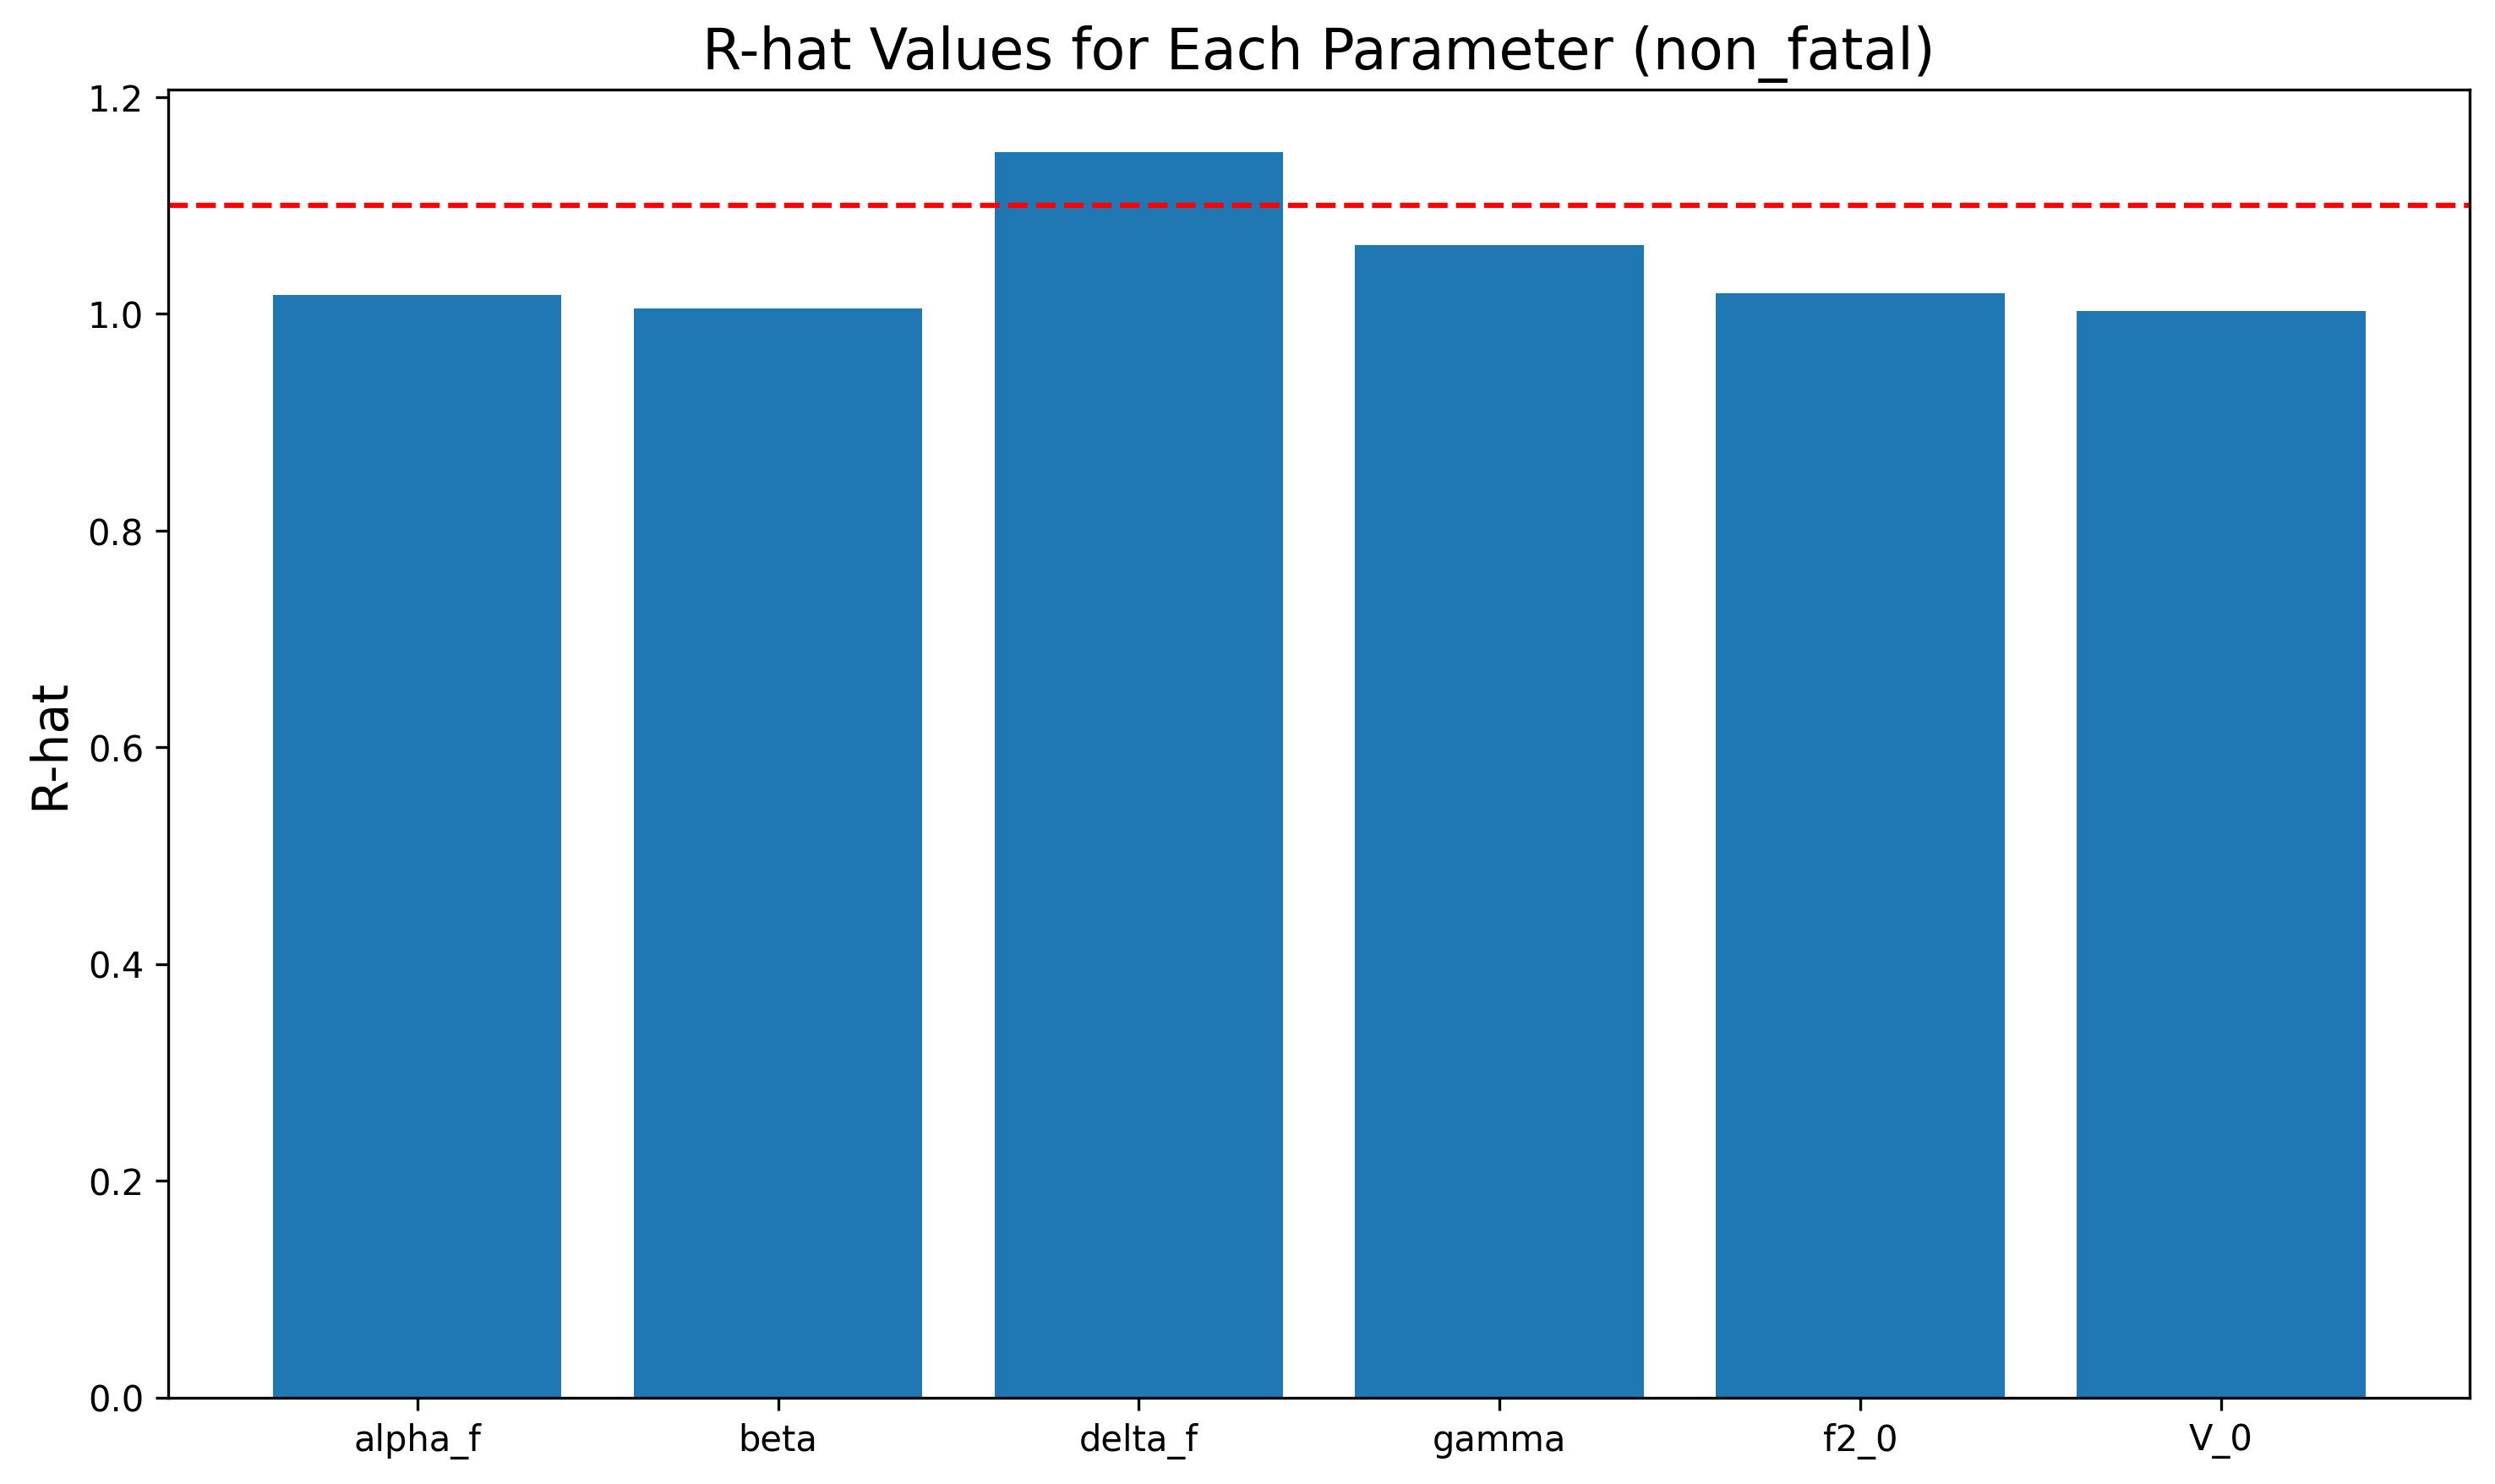 R-hat Values for Each Parameter (non_fatal)
1.2
1.0
0.8
0.6
0.4
0.2
0.0
R-hat
alpha_f beta delta_f gamma f2_0 V_0